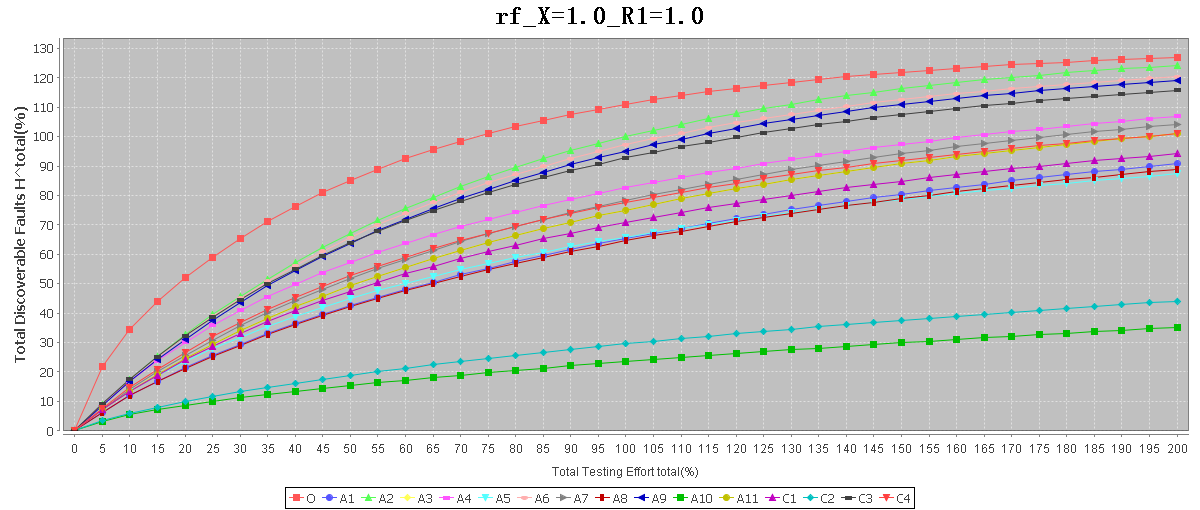 rf_X=1.0_R1=1.0
Total Discoverable Faults H^total(%)
130
120
110
100
90
80
70
60
50
40
30
20
10
0
0 5 10 15 20 25 30 35 40 45 50 55 60 65 70 75 80 85 90 95 100 105 110 115 120 125 130 135 140 145 150 155 160 165 170 175 180 185 190 195 200
Total Testing Effort total(%)
O A1 A2 A3 A4 A5 A6 A7 A8 A9 A10 A11 C1 C2 C3 C4